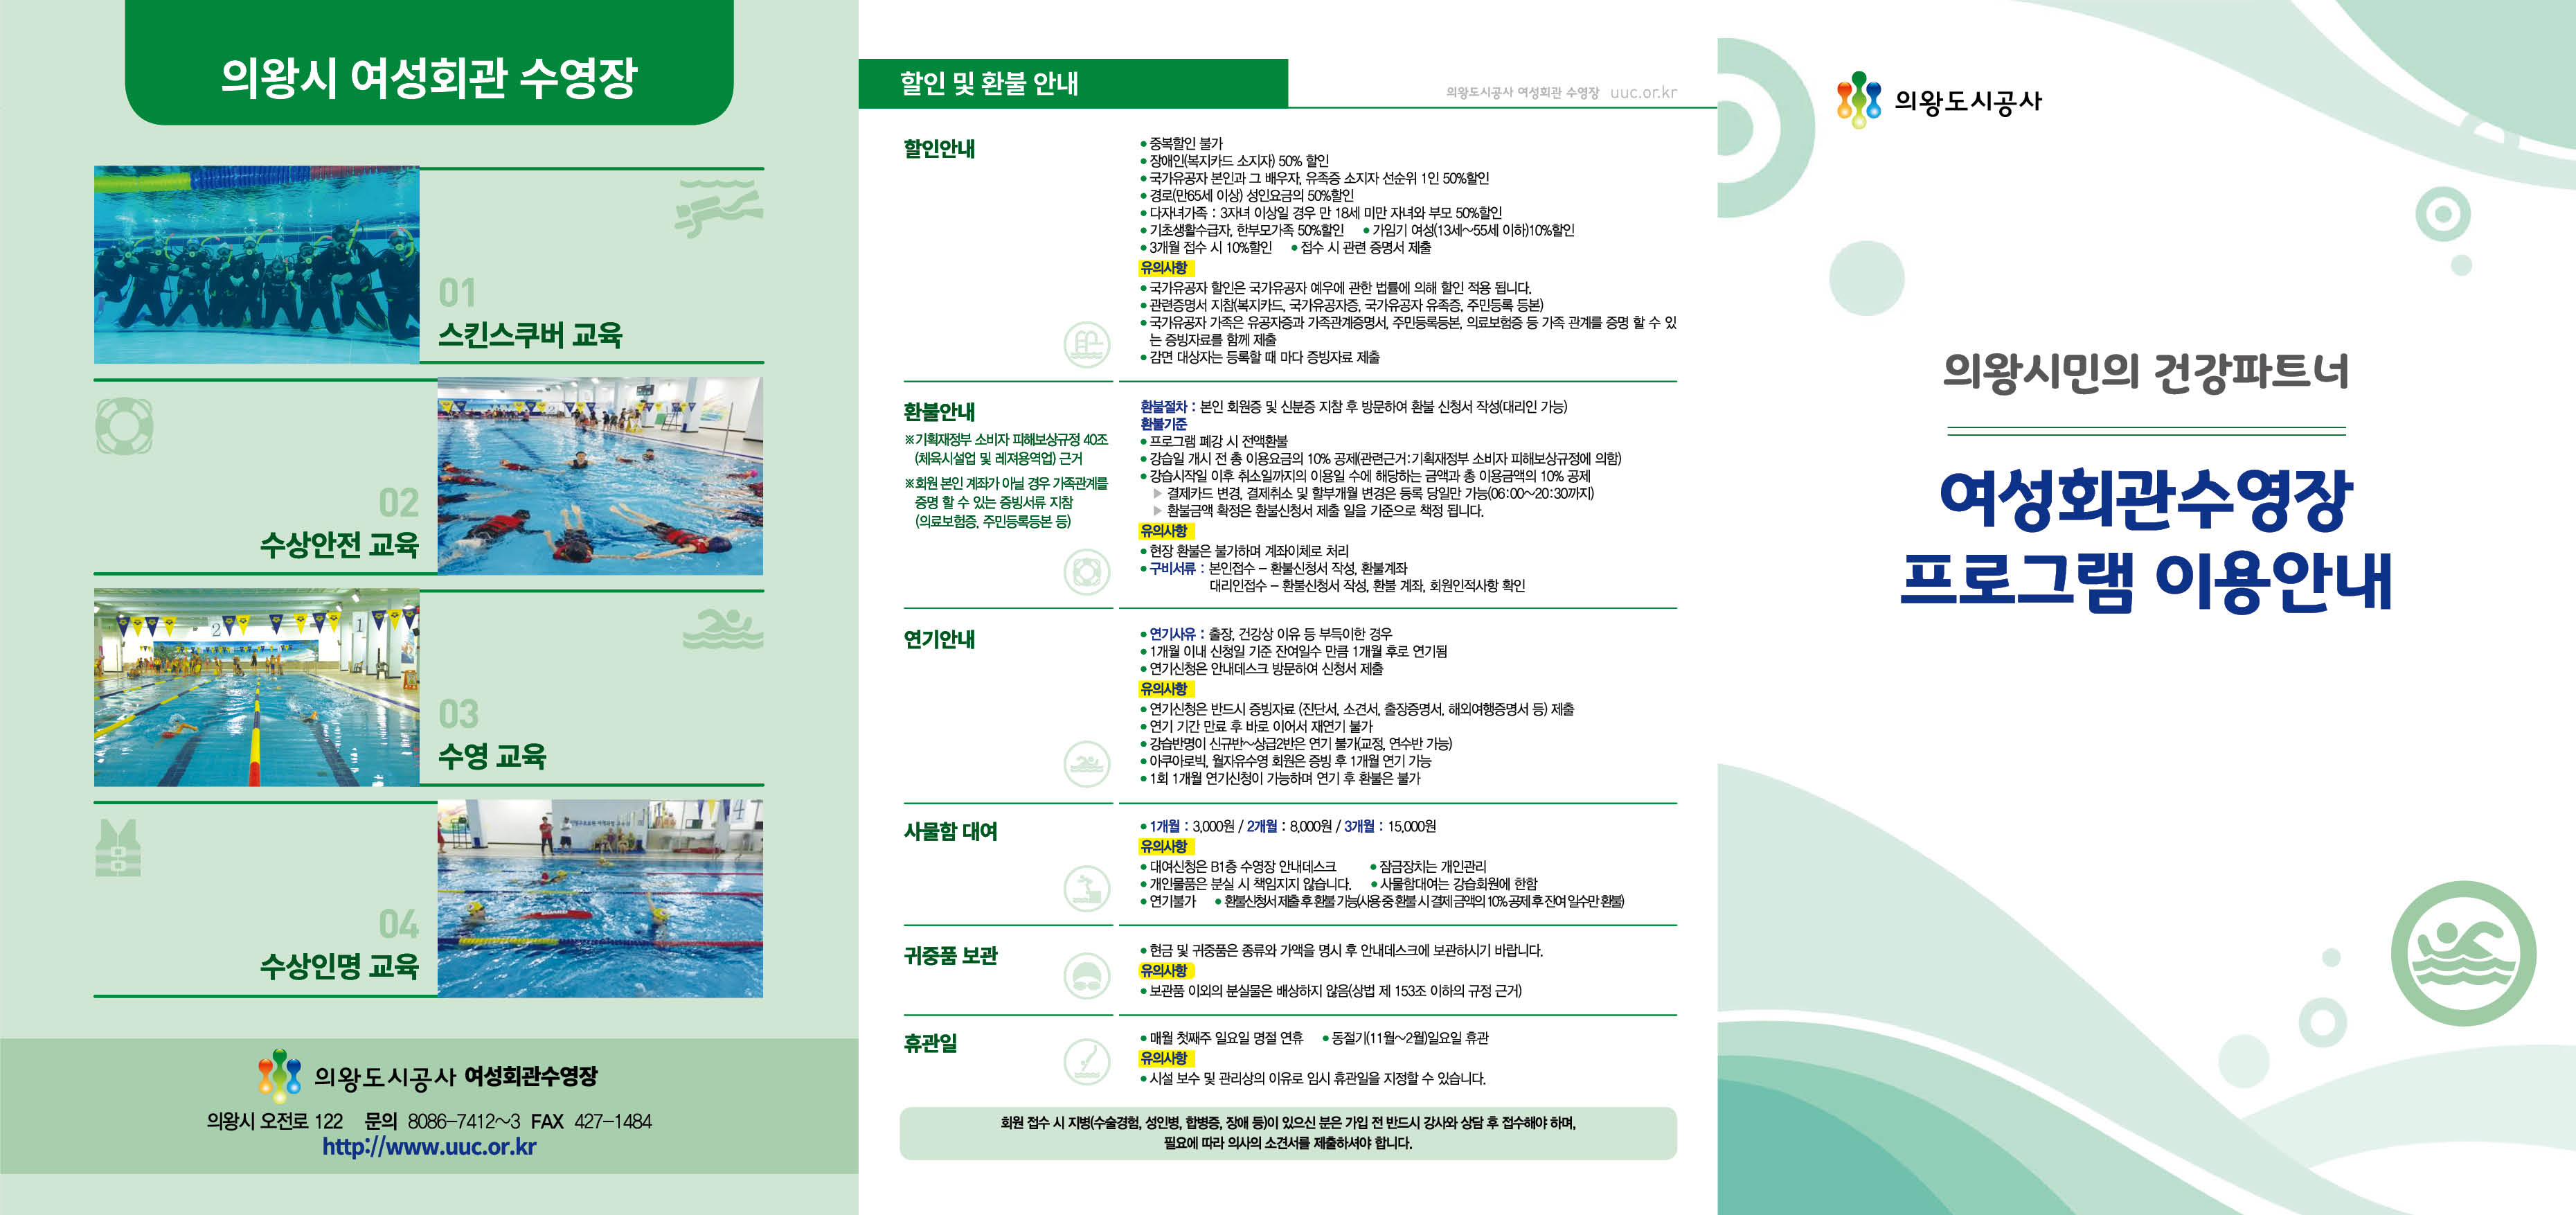 의왕시 여성회관 수영장
01
스킨스쿠버 교육
02
수상안전 교육
2
1
03
수영 교육
04
수상인명 교육
의왕도시공사 여성회관수영장
의왕시 오전로 122 문의 8086-7412~3 FAX 427-1484
http://www.uuc.or.kr
할인 및 환불 안내
의왕도시공사 여성회관 수영장 uuc.or.kr
할인안내
● 중복할인 불가
● 장애인(복지카드 소지자) 50% 할인
● 국가유공자 본인과 그 배우자, 유족증 소지자 선순위 1인 50%할인
● 경로(만65세 이상) 성인요금의 50%할인
● 다자녀가족 : 3자녀 이상일 경우 만 18세 미만 자녀와 부모 50%할인
● 기초생활수급자, 한부모가족 50%할인 ● 가임기 여성(13세~55세 이하)10%할인
● 3개월 접수 시 10%할인 ● 접수 시 관련 증명서 제출
유의사항
● 국가유공자 할인은 국가유공자 예우에 관한 법률에 의해 할인 적용 됩니다.
● 관련증명서 지참(복지카드, 국가유공자증, 국가유공자 유족증, 주민등록 등본)
● 국가유공자 가족은 유공자증과 가족관계증명서, 주민등록등본, 의료보험증 등 가족 관계를 증명 할 수 있
는 증빙자료를 함께 제출
● 감면 대상자는 등록할 때 마다 증빙자료 제출
환불안내
※기획재정부 소비자 피해보상규정 40조
(체육시설업 및 레져용역업) 근거
※회원 본인 계좌가 아닐 경우 가족관계를
증명 할 수 있는 증빙서류 지참
(의료보험증, 주민등록등본 등)
환불절차 : 본인 회원증 및 신분증 지참 후 방문하여 환불 신청서 작성(대리인 가능)
환불기준
● 프로그램 폐강 시 전액환불
● 강습일 개시 전 총 이용요금의 10% 공제(관련근거:기획재정부 소비자 피해보상규정에 의함)
● 강습시작일 이후 취소일까지의 이용일 수에 해당하는 금액과 총 이용금액의 10% 공제
▶ 결제카드 변경, 결제취소 및 할부개월 변경은 등록 당일만 가능(06:00~20:30까지)
▶ 환불금액 확정은 환불신청서 제출 일을 기준으로 책정 됩니다.
유의사항
● 현장 환불은 불가하며 계좌이체로 처리
● 구비서류 : 본인접수 – 환불신청서 작성, 환불계좌
대리인접수 – 환불신청서 작성, 환불 계좌, 회원인적사항 확인
연기안내
● 연기사유 : 출장, 건강상 이유 등 부득이한 경우
● 1개월 이내 신청일 기준 잔여일수 만큼 1개월 후로 연기됨
● 연기신청은 안내데스크 방문하여 신청서 제출
유의사항
● 연기신청은 반드시 증빙자료 (진단서, 소견서, 출장증명서, 해외여행증명서 등) 제출
● 연기 기간 만료 후 바로 이어서 재연기 불가
● 강습반명이 신규반~상급2반은 연기 불가(교정, 연수반 가능)
● 아쿠아로빅, 월자유수영 회원은 증빙 후 1개월 연기 가능
● 1회 1개월 연기신청이 가능하며 연기 후 환불은 불가
사물함 대여
● 1개월 : 3,000원 / 2개월 : 8,000원 / 3개월 : 15,000원
유의사항
● 대여신청은 B1층 수영장 안내데스크 ● 잠금장치는 개인관리
● 개인물품은 분실 시 책임지지 않습니다. ● 사물함대여는 강습회원에 한함
● 연기불가 ● 환불신청서 제출 후 환불 가능(사용 중 환불 시 결제 금액의 10% 공제 후 잔여 일수만 환불)
귀중품 보관
● 현금 및 귀중품은 종류와 가액을 명시 후 안내데스크에 보관하시기 바랍니다.
유의사항
● 보관품 이외의 분실물은 배상하지 않음(상법 제 153조 이하의 규정 근거)
휴관일
● 매월 첫째주 일요일 명절 연휴 ● 동절기(11월~2월)일요일 휴관
유의사항
● 시설 보수 및 관리상의 이유로 임시 휴관일을 지정할 수 있습니다.
회원 접수 시 지병(수술경험, 성인병, 합병증, 장애 등)이 있으신 분은 가입 전 반드시 강사와 상담 후 접수해야 하며,
필요에 따라 의사의 소견서를 제출하셔야 합니다.
의왕도시공사
의왕시민의 건강파트너
여성회관수영장
프로그램 이용안내